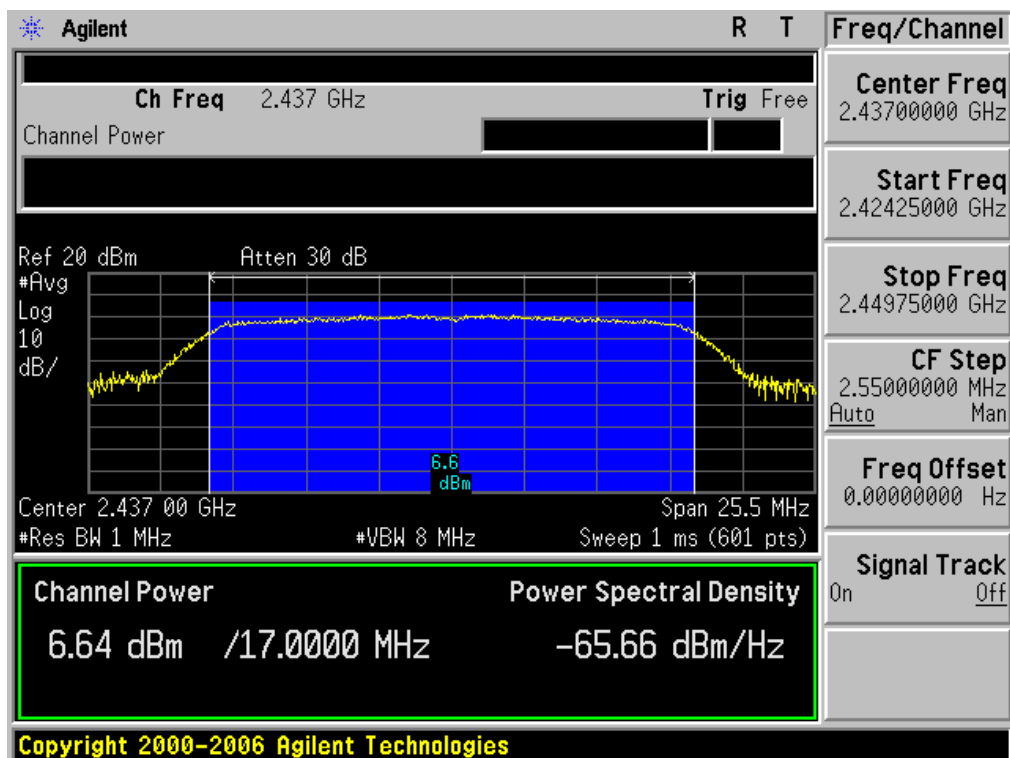 Agilent R T Freq/Channel
Ch Freq 2.437 GHz Trig Free
Channel Power
Center Freq
2.43700000 GHz
Start Freq
2.42425000 GHz
Stop Freq
2.44975000 GHz
CF Step
2.55000000 MHz
Auto Man
Freq Offset
0.00000000 Hz
Signal Track
On Off
Ref 20 dBm Atten 30 dB
#Avg
Log
10
dB/
6.6
dBm
Center 2.437 00 GHz Span 25.5 MHz
#Res BW 1 MHz #VBW 8 MHz Sweep 1 ms (601 pts)
Channel Power Power Spectral Density
6.64 dBm /17.0000 MHz -65.66 dBm/Hz
Copyright 2000-2006 Agilent Technologies